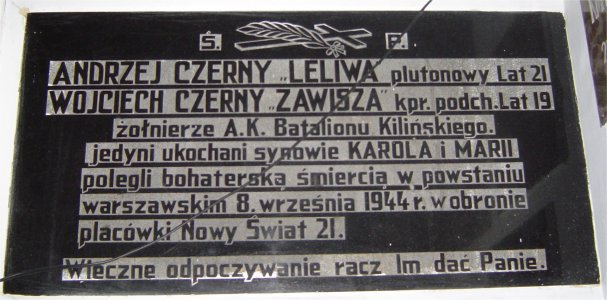 Ś. P.
ANDRZEJ CZERNY „LELIWA" plutonowy Lat 21
WOJCIECH CZERNY „ZAWISZA" kpr. podch. Lat 19
żołnierze A.K. Batalionu Kilińskiego.
jedyni ukochani synowie KAROLA i MARII
polegli bohaterską śmiercią w powstaniu
warszawskim 8. września 1944 r. w obronie
placówki Nowy Świat 21.
Wieczne odpoczywanie racz Im dać Panie.